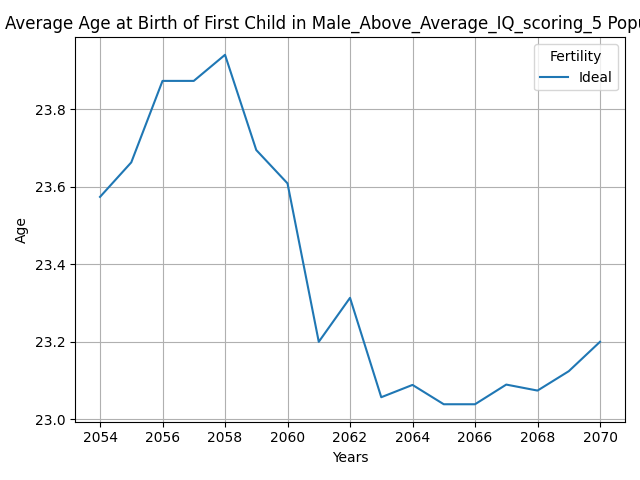 Average Age at Birth of First Child in Male_Above_Average_IQ_scoring_5
Fertility
Ideal
23.8
23.6
23.4
23.2
23.0
Age
2054 2056 2058 2060 2062 2064 2066 2068 2070
Years